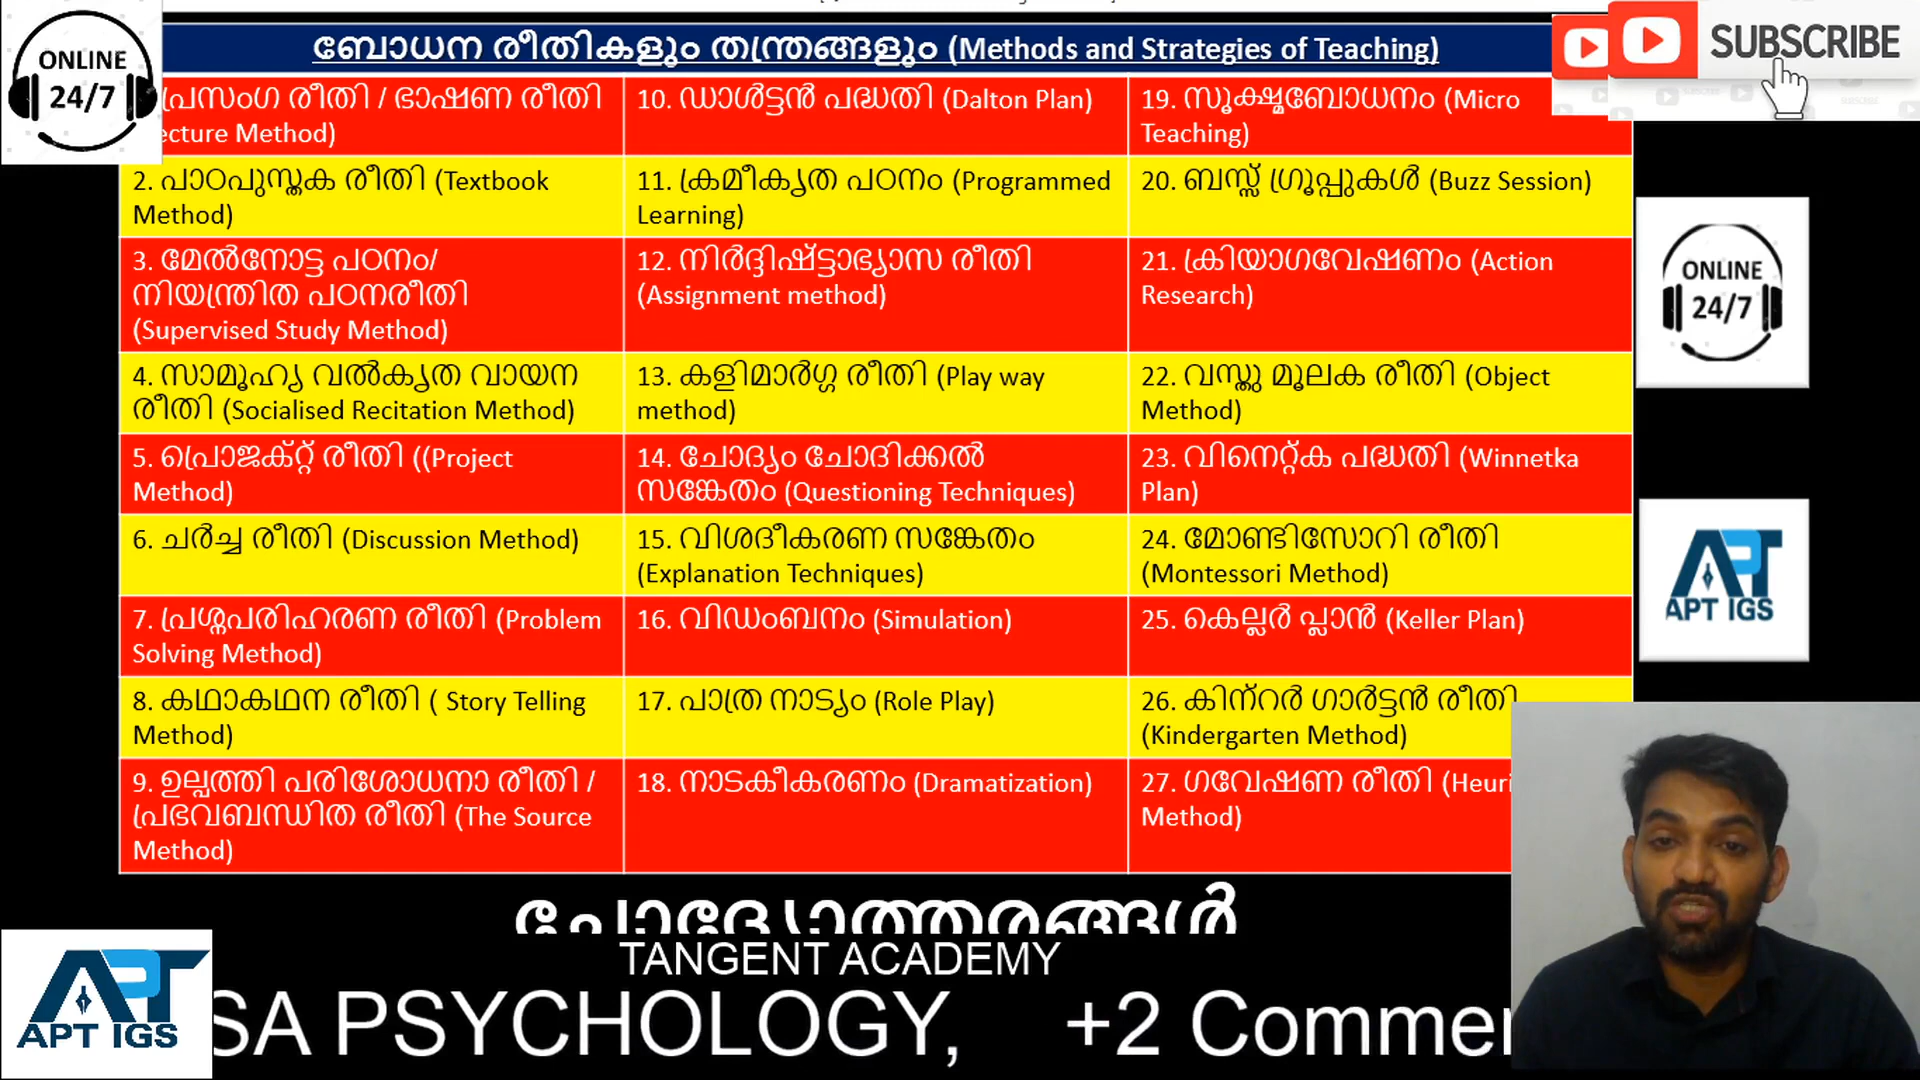 ബോധന രീതികളും തന്ത്രങ്ങളും (Methods and Strategies of Teaching)
SUBSCRIBE
ONLINE
24/7
പ്രസംഗ രീതി / ഭാഷണ രീതി
ecture Method)
2. പാഠപുസ്തക രീതി (Textbook
Method)
3. മേൽനോട്ട പഠനം/
നിയന്ത്രിത പഠനരീതി
(Supervised Study Method)
4. സാമൂഹ്യ വൽകൃത വായന
രീതി (Socialised Recitation Method)
5. പ്രൊജക്റ്റ് രീതി ((Project
Method)
6. ചർച്ച രീതി (Discussion Method)
7. പ്രശ്നപരിഹരണ രീതി (Problem
Solving Method)
8. കഥാകഥന രീതി ( Story Telling
Method)
9. ഉല്പത്തി പരിശോധനാ രീതി /
പ്രഭവബന്ധിത രീതി (The Source
Method)
10. ഡാൾട്ടൻ പദ്ധതി (Dalton Plan)
11. ക്രമീകൃത പഠനം (Programmed
Learning)
12. നിർദ്ദിഷ്ട്ടാഭ്യാസ രീതി
(Assignment method)
13. കളിമാർഗ്ഗ രീതി (Play way
method)
14. ചോദ്യം ചോദിക്കൽ
സങ്കേതം (Questioning Techniques)
15. വിശദീകരണ സങ്കേതം
(Explanation Techniques)
16. വിഡംബനം (Simulation)
17. പാത്ര നാട്യം (Role Play)
18. നാടകീകരണം (Dramatization)
19. സൂക്ഷ്മബോധനം (Micro
Teaching)
20. ബസ്സ് ഗ്രൂപ്പുകൾ (Buzz Session)
21. ക്രിയാഗവേഷണം (Action
Research)
22. വസ്തു മൂലക രീതി (Object
Method)
23. വിനെറ്റ്ക പദ്ധതി (Winnetka
Plan)
24. മോണ്ടിസോറി രീതി
(Montessori Method)
25. കെല്ലർ പ്ലാൻ (Keller Plan)
26. കിന്റർ ഗാർട്ടൻ രീതി
(Kindergarten Method)
27. ഗവേഷണ രീതി (Heuri
Method)
ONLINE
24/7
APT
APT IGS
TANGENT ACADEMY
SA PSYCHOLOGY, +2 Commer
APT
APT IGS